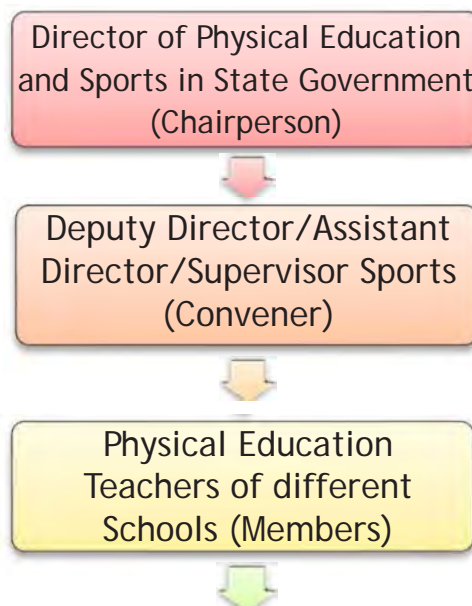 Director of Physical Education
and Sports in State Government
(Chairperson)
Deputy Director/Assistant
Director/Supervisor Sports
(Convener)
Physical Education
Teachers of different
Schools (Members)